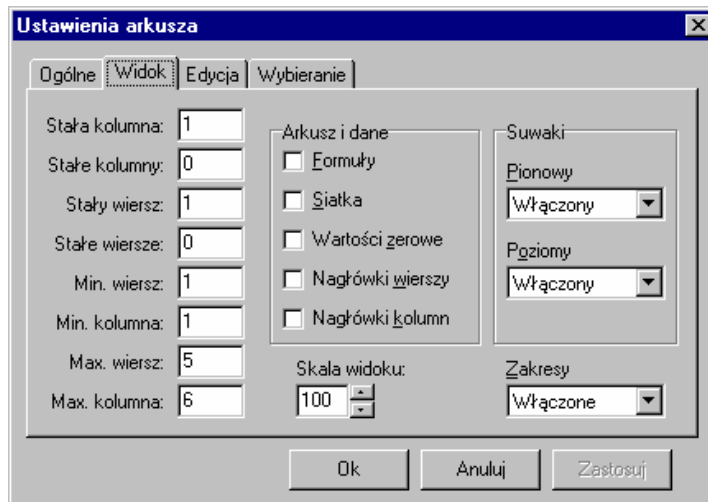 Ustawienia arkusza
Ogólne Widok Edycja Wybieranie
Stała kolumna: 1
Stałe kolumny: 0
Stały wiersz: 1
Stałe wiersze: 0
Min. wiersz: 1
Min. kolumna: 1
Max. wiersz: 5
Max. kolumna: 6
Arkusz i dane
Formuły
Siatka
Wartości zerowe
Nagłówki wierszy
Nagłówki kolumn
Skala widoku:
100
Suwaki
Pionowy
Włączony
Poziomy
Włączony
Zakresy
Włączone
Ok Anuluj Zastosuj